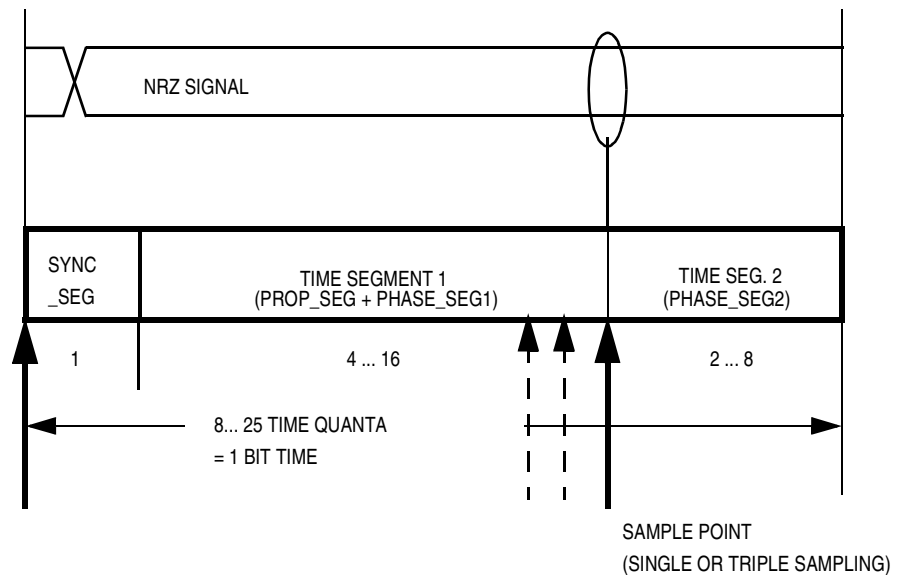 NRZ SIGNAL
SYNC
_SEG
TIME SEGMENT 1
(PROP_SEG + PHASE_SEG1)
TIME SEG. 2
(PHASE_SEG2)
1
4 ... 16
2 ... 8
8... 25 TIME QUANTA
= 1 BIT TIME
SAMPLE POINT
(SINGLE OR TRIPLE SAMPLING)